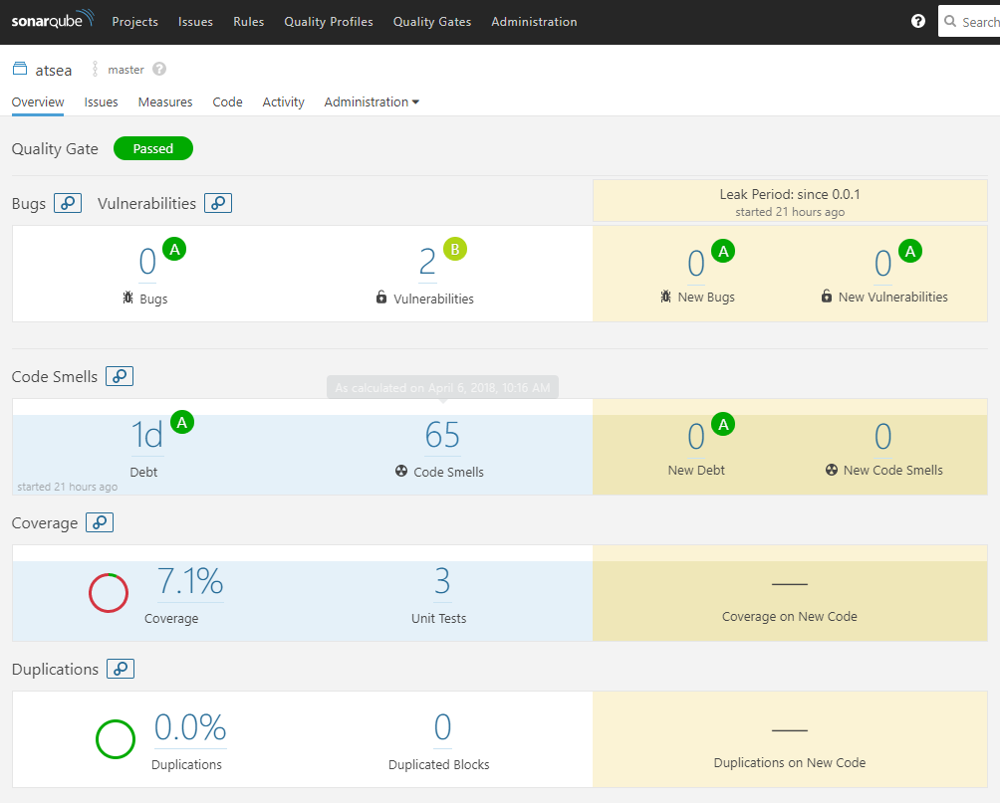 sonarqube Projects Issues Rules Quality Profiles Quality Gates Administration ? Search
atsea master ?
Overview Issues Measures Code Activity Administration
Quality Gate Passed
Bugs Vulnerabilities
Leak Period: since 0.0.1
started 21 hours ago
0 A 2 B 0 A 0 A
Bugs Vulnerabilities New Bugs New Vulnerabilities
Code Smells
As calculated on April 6, 2018, 10:16 AM
1d A 65 0 A 0
Debt Code Smells New Debt New Code Smells
started 21 hours ago
Coverage
7.1% 3 —
Coverage Unit Tests Coverage on New Code
Duplications
0.0% 0 —
Duplications Duplicated Blocks Duplications on New Code